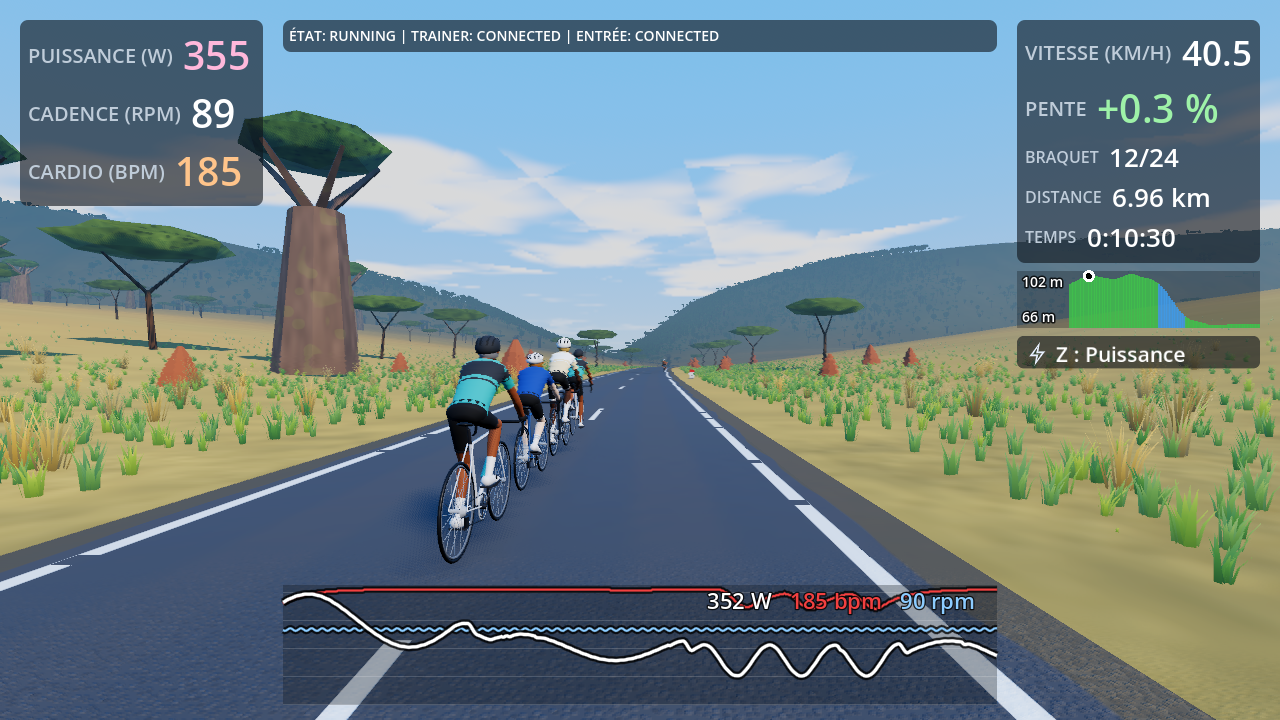 PUISSANCE (W) 355
CADENCE (RPM) 89
CARDIO (BPM) 185
ÉTAT: RUNNING | TRAINER: CONNECTED | ENTRÉE: CONNECTED
VITESSE (KM/H) 40.5
PENTE +0.3 %
BRAQUET 12/24
DISTANCE 6.96 km
TEMPS 0:10:30
102 m
66 m
Z : Puissance
352 W 185 bpm 90 rpm